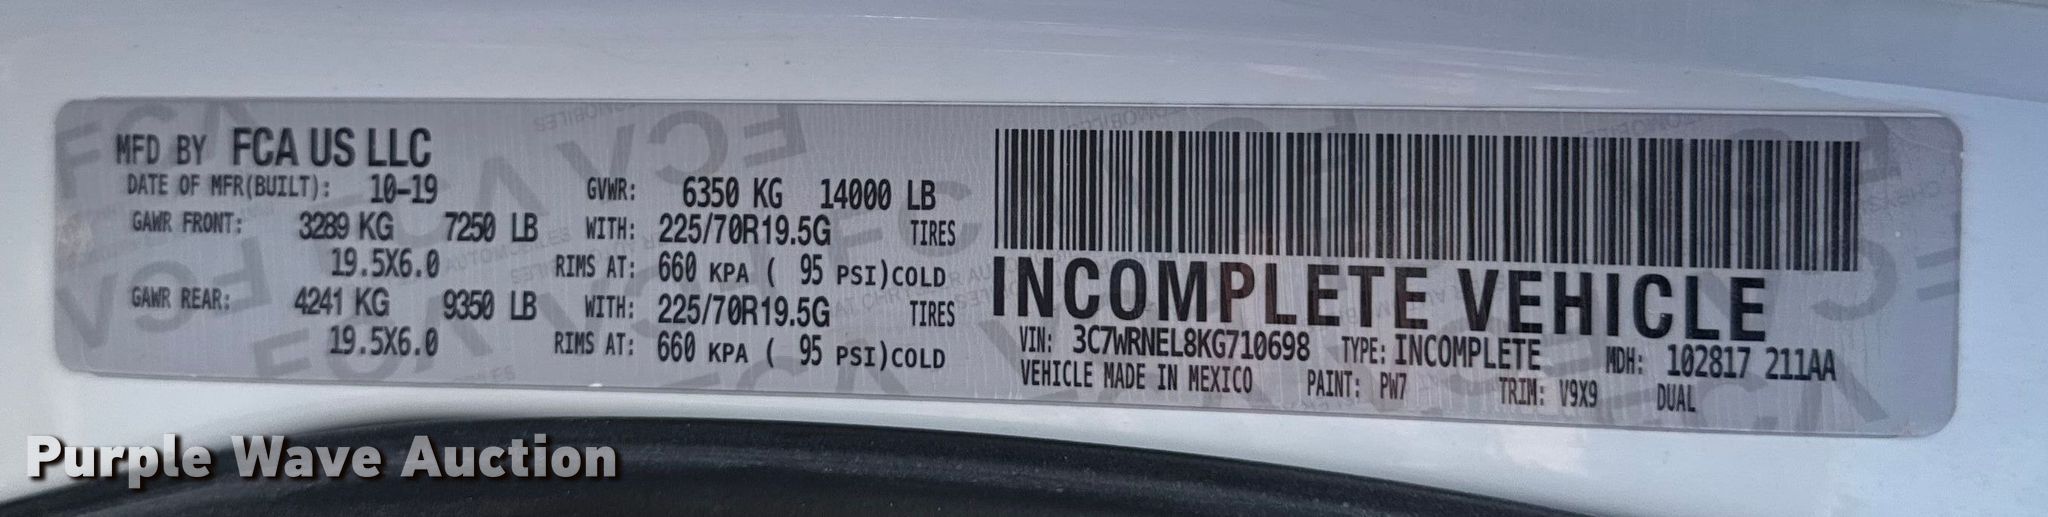 MFD BY FCA US LLC
DATE OF MFR(BUILT): 10-19 GVWR: 6350 KG 14000 LB
GAWR FRONT: 3289 KG 7250 LB WITH: 225/70R19.5G TIRES
19.5X6.0 RIMS AT: 660 KPA ( 95 PSI)COLD
GAWR REAR: 4241 KG 9350 LB WITH: 225/70R19.5G TIRES
19.5X6.0 RIMS AT: 660 KPA ( 95 PSI)COLD
INCOMPLETE VEHICLE
VIN: 3C7WRNEL8KG710698 TYPE: INCOMPLETE MDH: 102817 211AA
VEHICLE MADE IN MEXICO PAINT: PW7 TRIM: V9X9 DUAL
Purple Wave Auction